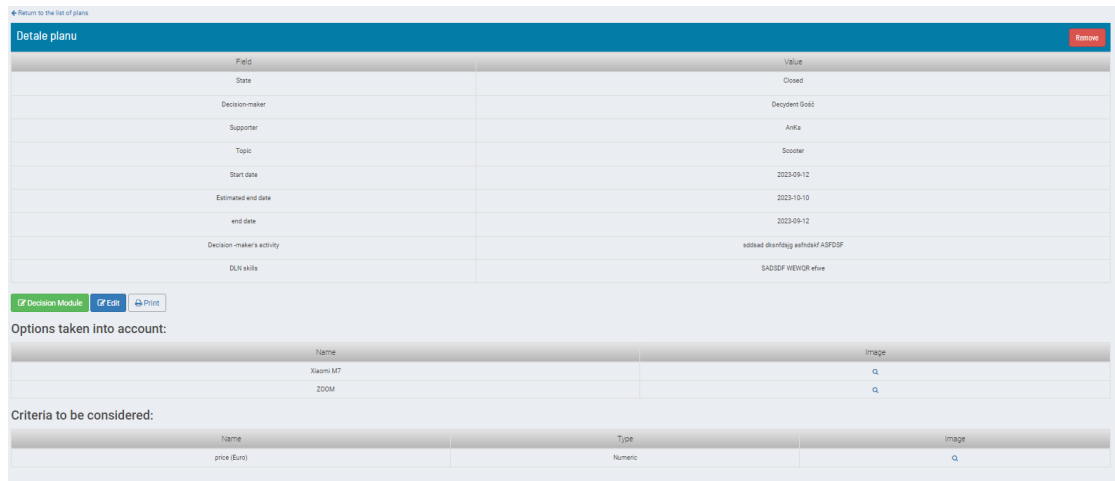 Return to the list of plans
Detale planu Remove
Field Value
State Closed
Decision-maker Decydent Gość
Supporter AnKa
Topic Scooter
Start date 2023-09-12
Estimated end date 2023-10-10
end date 2023-09-12
Decision -maker's activity sddsad dksnfdsjg asfndskf ASFDSF
DLN skills SADSDF WEWQR efwe
Decision Module Edit Print
Options taken into account:
Name Image
Xiaomi M7
ZOOM
Criteria to be considered:
Name Type Image
price (Euro) Numeric